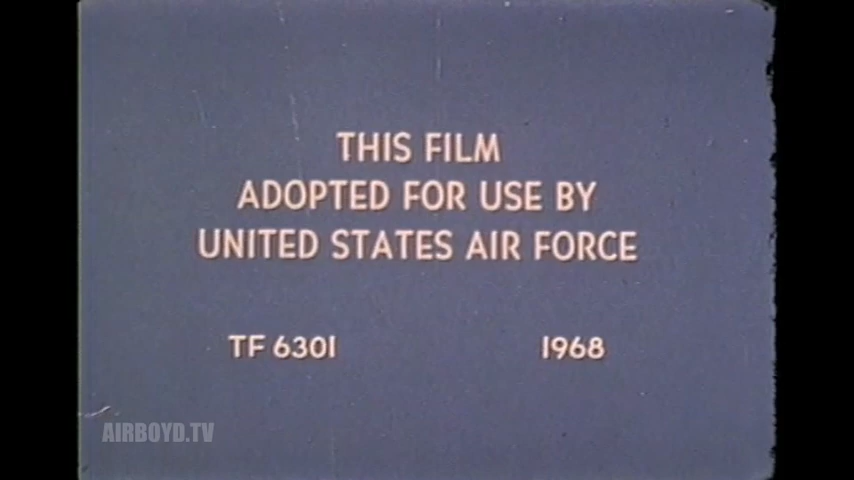 THIS FILM
ADOPTED FOR USE BY
UNITED STATES AIR FORCE
TF 6301 1968
AIRBOYD.TV